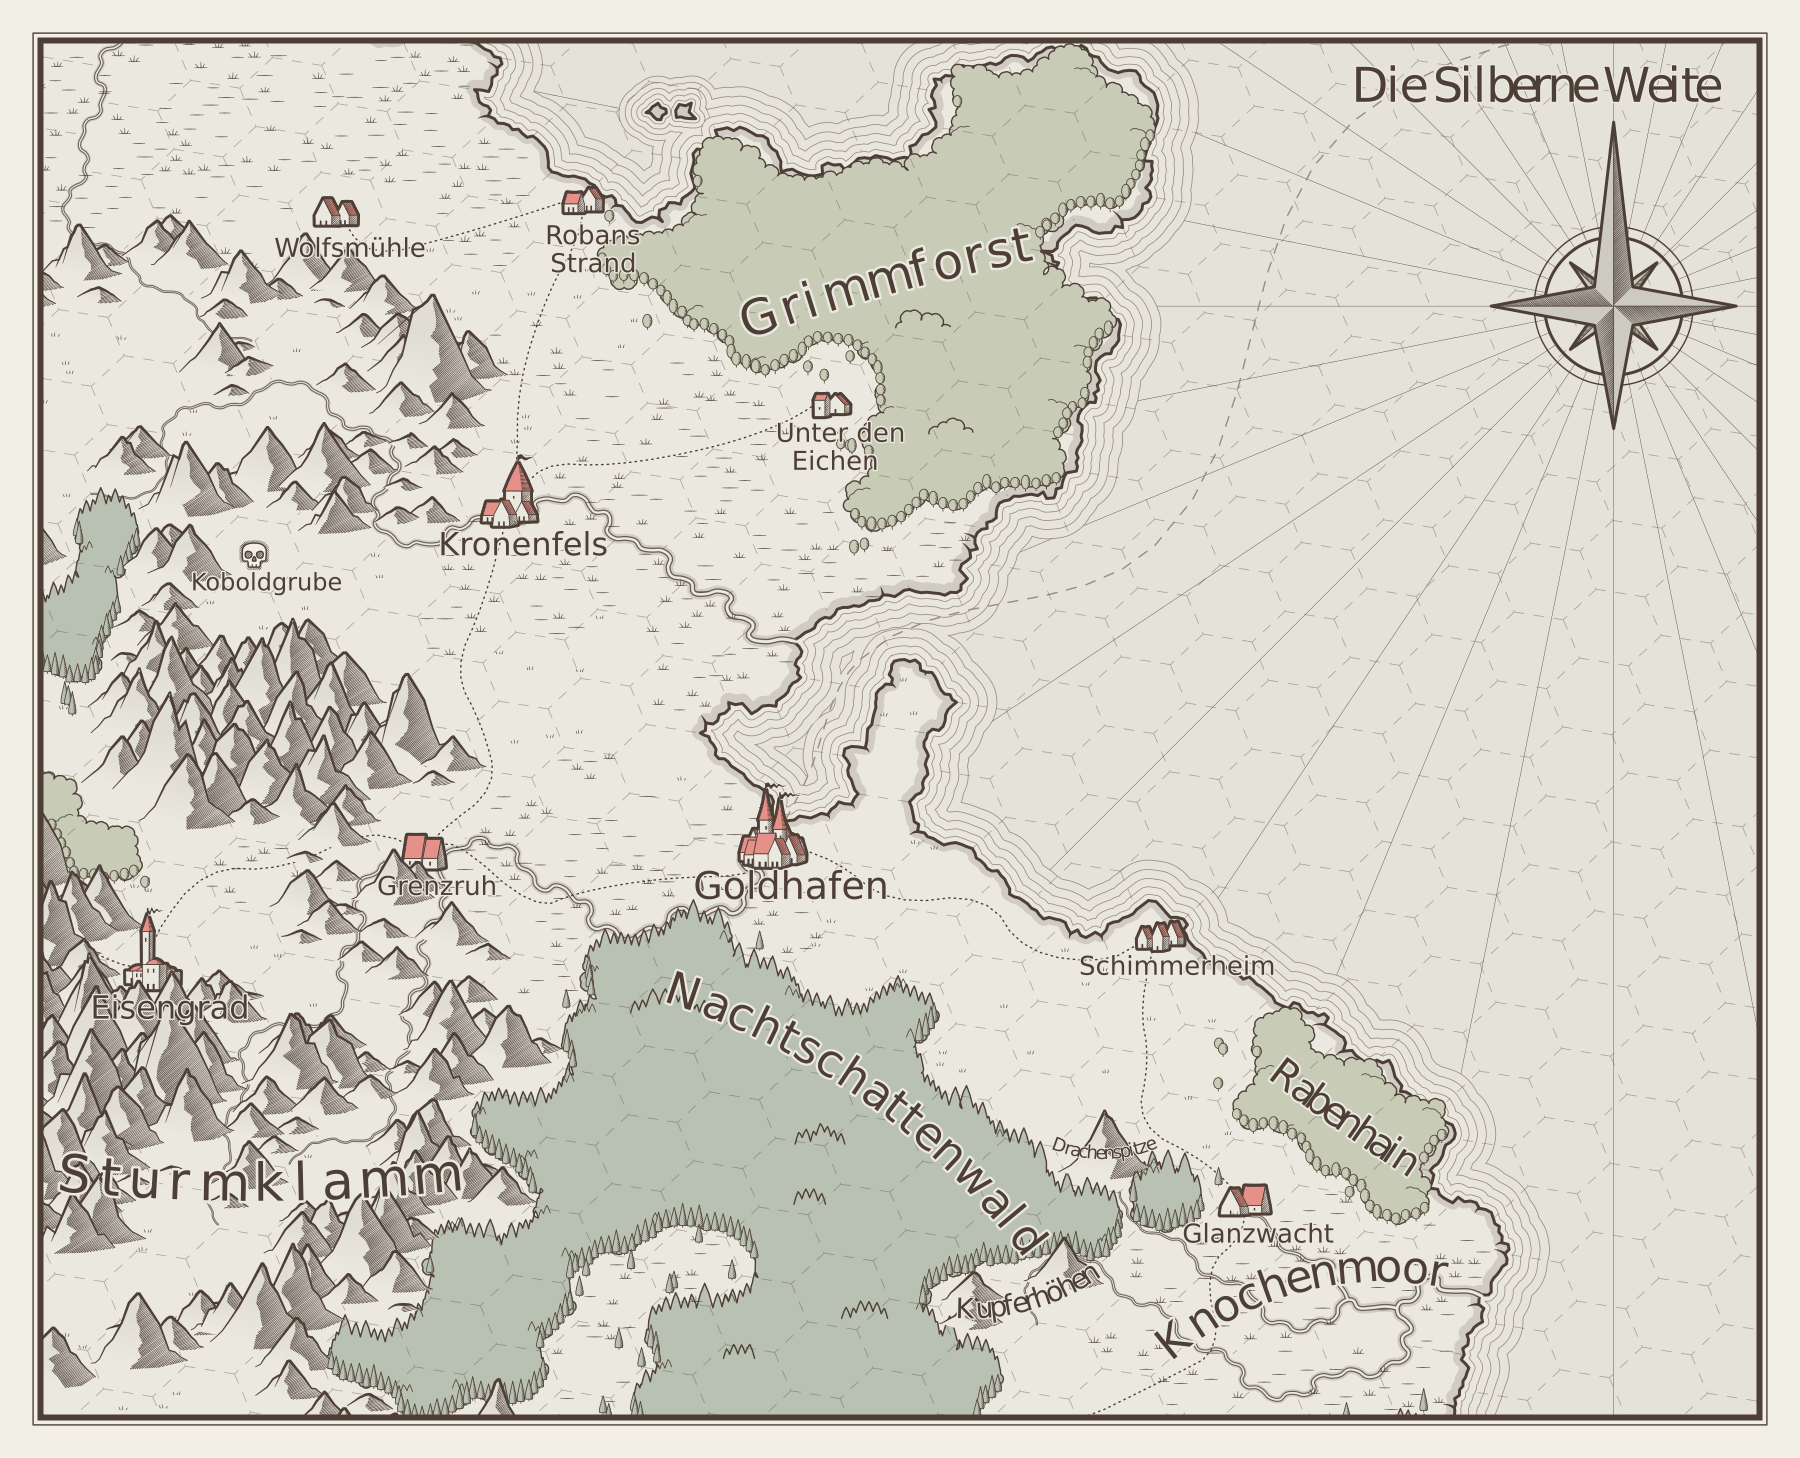 Die Silberne Weite
Wolfsmühle
Robans
Strand
Grimmforst
Unter den
Eichen
Kronenfels
Koboldgrube
Grenzruh
Goldhafen
Schimmerheim
Eisengrad
Nachtschattenwald
Rabenhain
Drachenspitze
Sturmklamm
Glanzwacht
Kupferhöhen
Knochenmoor